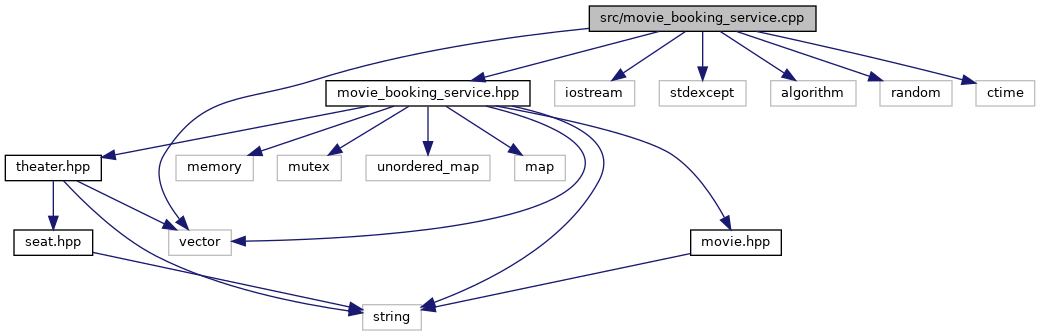 src/movie_booking_service.cpp
movie_booking_service.hpp
iostream
stdexcept
algorithm
random
ctime
theater.hpp
memory
mutex
unordered_map
map
seat.hpp
vector
movie.hpp
string